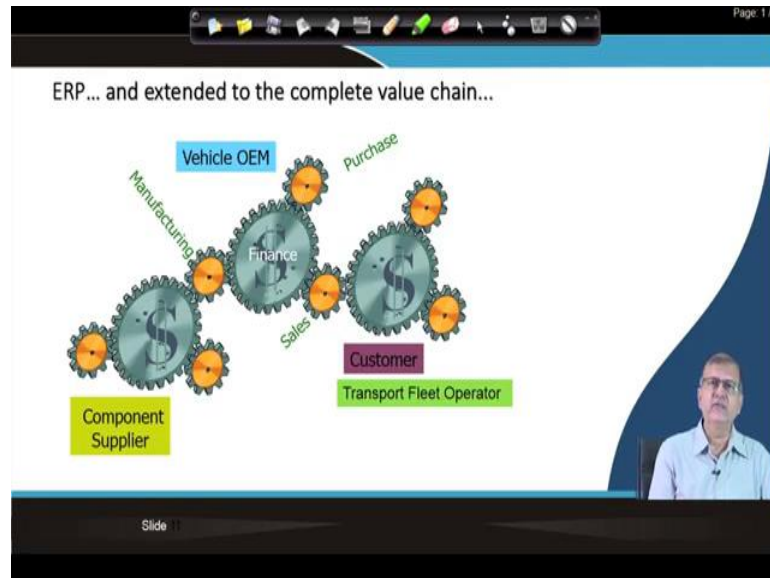 Page: 1 /
ERP... and extended to the complete value chain...
Vehicle OEM
Purchase
Manufacturing
Finance
Sales
Customer
Transport Fleet Operator
Component
Supplier
Slide 11